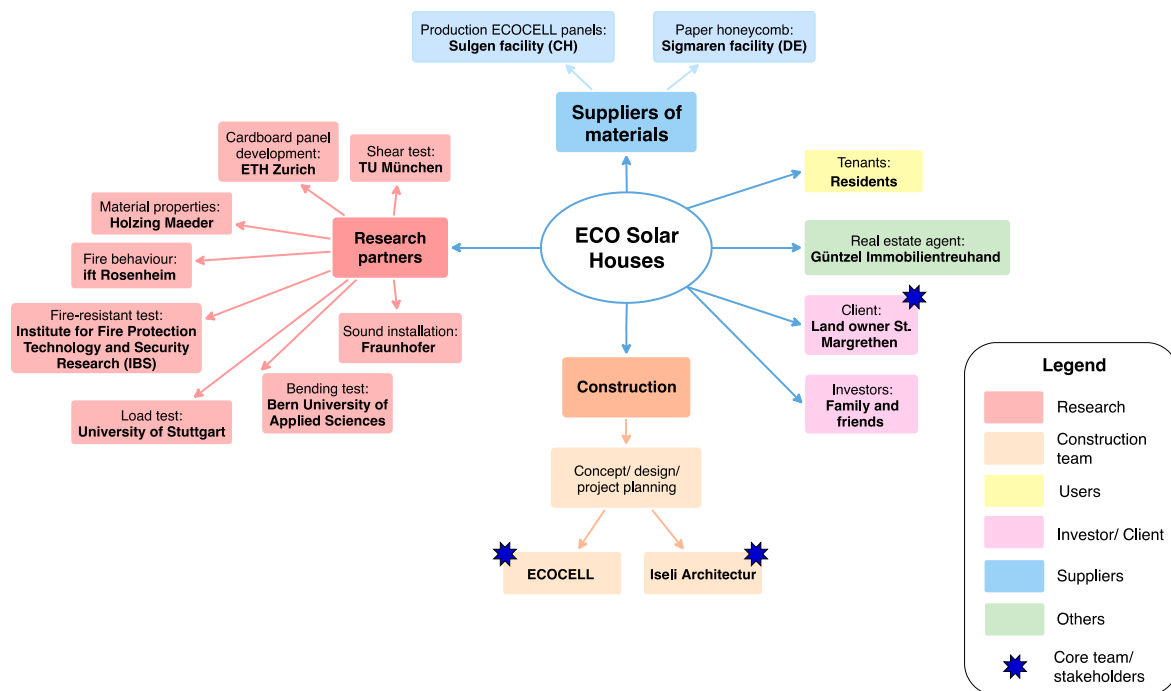 Production ECOCELL panels:
Sulgen facility (CH)
Paper honeycomb:
Sigmaren facility (DE)
Suppliers of
materials
Cardboard panel
development:
ETH Zurich
Shear test:
TU München
Tenants:
Residents
Material properties:
Holzing Maeder
Research
partners
ECO Solar
Houses
Real estate agent:
Güntzel Immobilientreuhand
Fire behaviour:
ift Rosenheim
Fire-resistant test:
Institute for Fire Protection
Technology and Security
Research (IBS)
Sound installation:
Fraunhofer
Client:
Land owner St.
Margrethen
Construction
Investors:
Family and
friends
Bending test:
Bern University of
Applied Sciences
Load test:
University of Stuttgart
Concept/ design/
project planning
ECOCELL
Iseli Architectur
Legend
Research
Construction
team
Users
Investor/ Client
Suppliers
Others
Core team/
stakeholders